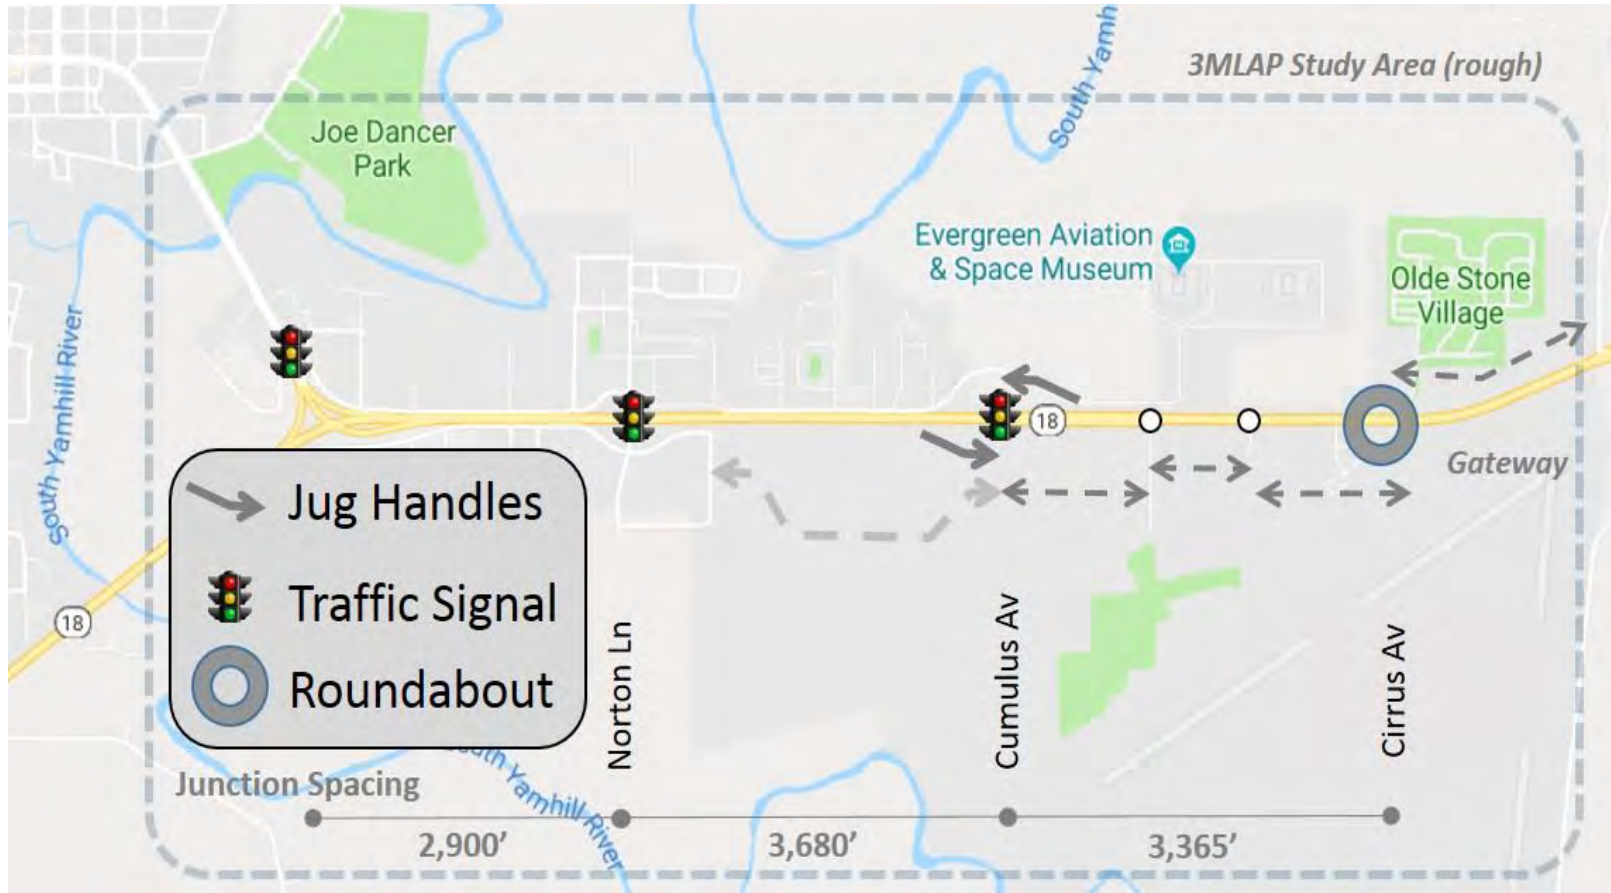 3MLAP Study Area (rough)
South Yamh
Joe Dancer
Park
Evergreen Aviation
& Space Museum
Olde Stone
Village
South Yamhill River
18
Gateway
18
Jug Handles
Traffic Signal
Roundabout
Norton Ln
Cumulus Av
Cirrus Av
South Yamhill River
Junction Spacing
2,900’
3,680’
3,365’